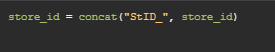 store_id = concat("StID_", store_id)